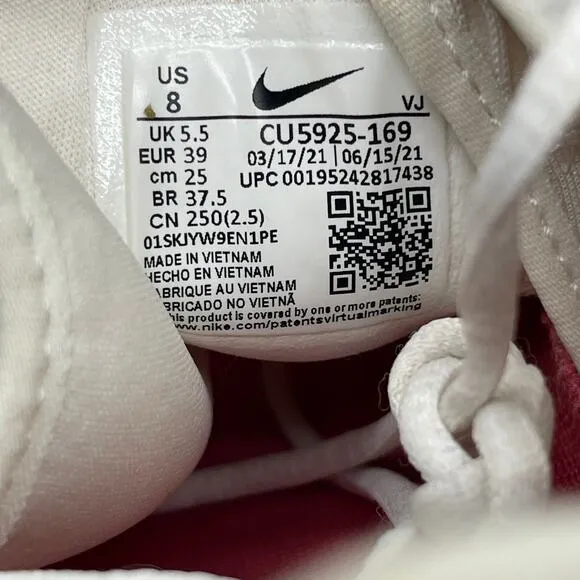 US
8
VJ
UK 5.5
EUR 39
cm 25
BR 37.5
CN 250(2.5)
CU5925-169
03/17/21 | 06/15/21
UPC 00195242817438
01SKJYW9EN1PE
MADE IN VIETNAM
HECHO EN VIETNAM
FABRIQUE AU VIETNAM
FABRICADO NO VIETNÃ
This product is covered by one or more patents:
www.nike.com/patentsvirtualmarking